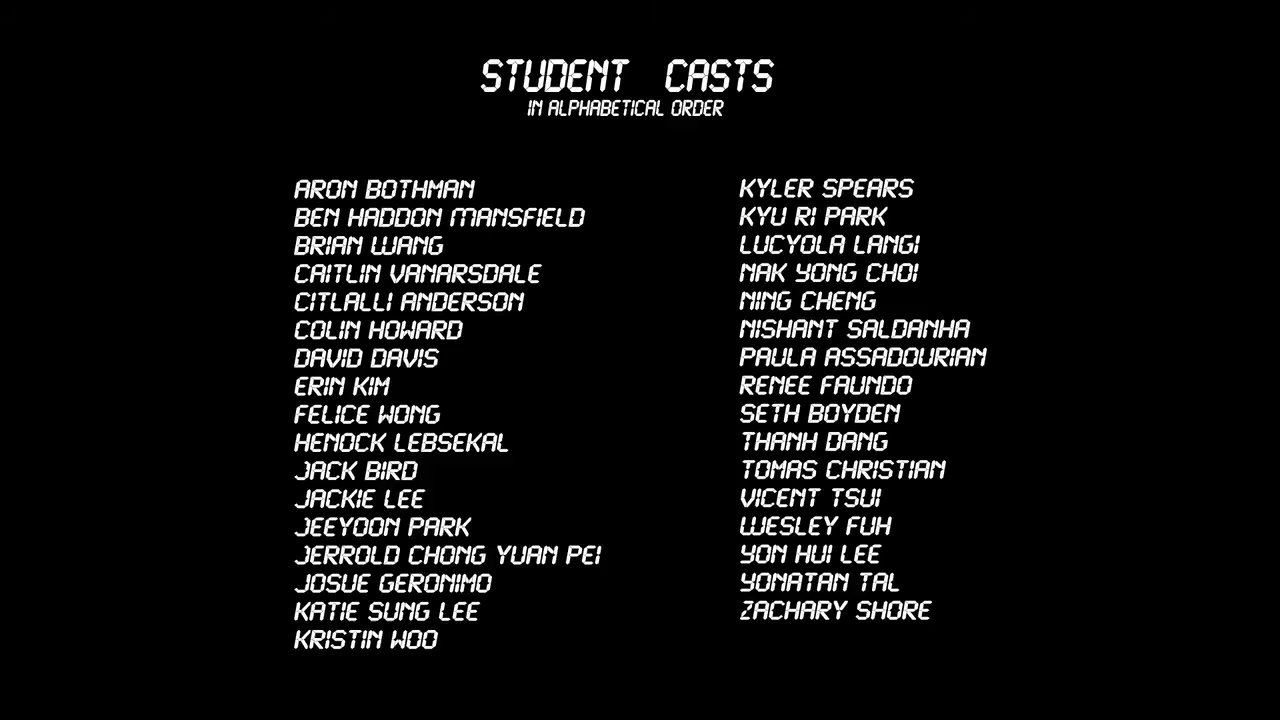 STUDENT CASTS
IN ALPHABETICAL ORDER
ARON BOTHMAN
BEN HADDON MANSFIELD
BRIAN WANG
CAITLIN VANARSDALE
CITLALLI ANDERSON
COLIN HOWARD
DAVID DAVIS
ERIN KIM
FELICE WONG
HENOCK LEBSEKAL
JACK BIRD
JACKIE LEE
JEEYOON PARK
JERROLD CHONG YUAN PEI
JOSUE GERONIMO
KATIE SUNG LEE
KRISTIN WOO
KYLER SPEARS
KYU RI PARK
LUCYOLA LANGI
NAK YONG CHOI
NING CHENG
NISHANT SALDANHA
PAULA ASSADOURIAN
RENEE FAUNDO
SETH BOYDEN
THANH DANG
TOMAS CHRISTIAN
VICENT TSUI
WESLEY FUH
YON HUI LEE
YONATAN TAL
ZACHARY SHORE